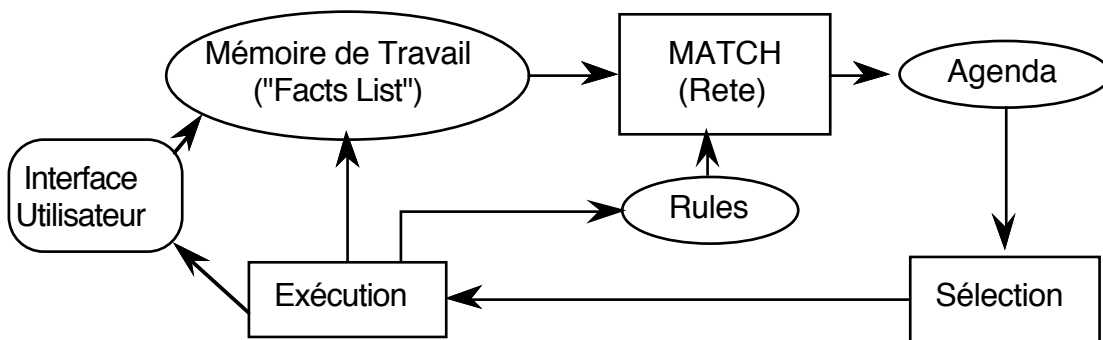 Mémoire de Travail
("Facts List")
MATCH
(Rete)
Agenda
Interface
Utilisateur
Rules
Exécution
Sélection